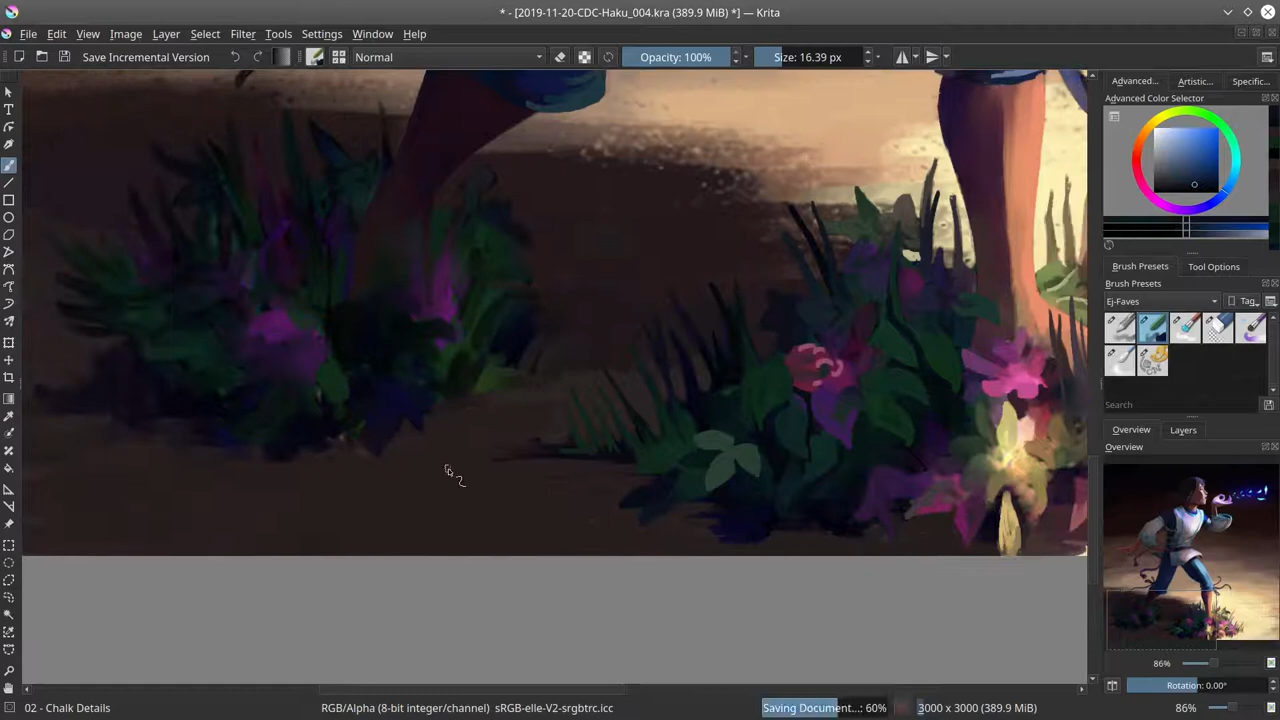 * - [2019-11-20-CDC-Haku_004.kra (389.9 MiB) *] — Krita
File Edit View Image Layer Select Filter Tools Settings Window Help
Save Incremental Version Normal Opacity: 100% Size: 16.39 px
Advanced... Artistic... Specific...
Advanced Color Selector
Brush Presets Tool Options
Brush Presets
Ej-Faves Tag
Search
Overview Layers
Overview
86%
Rotation: 0.00°
02 - Chalk Details RGB/Alpha (8-bit integer/channel) sRGB-elle-V2-srgbtrc.icc Saving Document...: 60% 3000 x 3000 (389.9 MiB) 86%